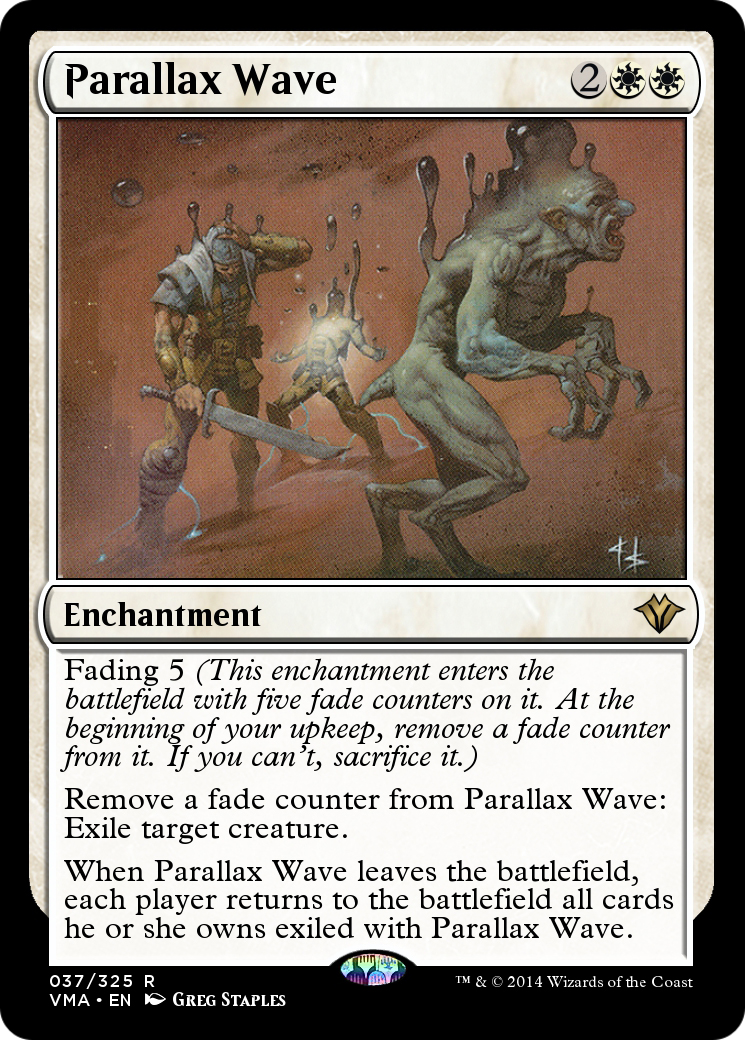 Parallax Wave 2
Enchantment
Fading 5 (This enchantment enters the
battlefield with five fade counters on it. At the
beginning of your upkeep, remove a fade counter
from it. If you can't, sacrifice it.)
Remove a fade counter from Parallax Wave:
Exile target creature.
When Parallax Wave leaves the battlefield,
each player returns to the battlefield all cards
he or she owns exiled with Parallax Wave.
037/325 R
VMA • EN Greg Staples
™ & © 2014 Wizards of the Coast